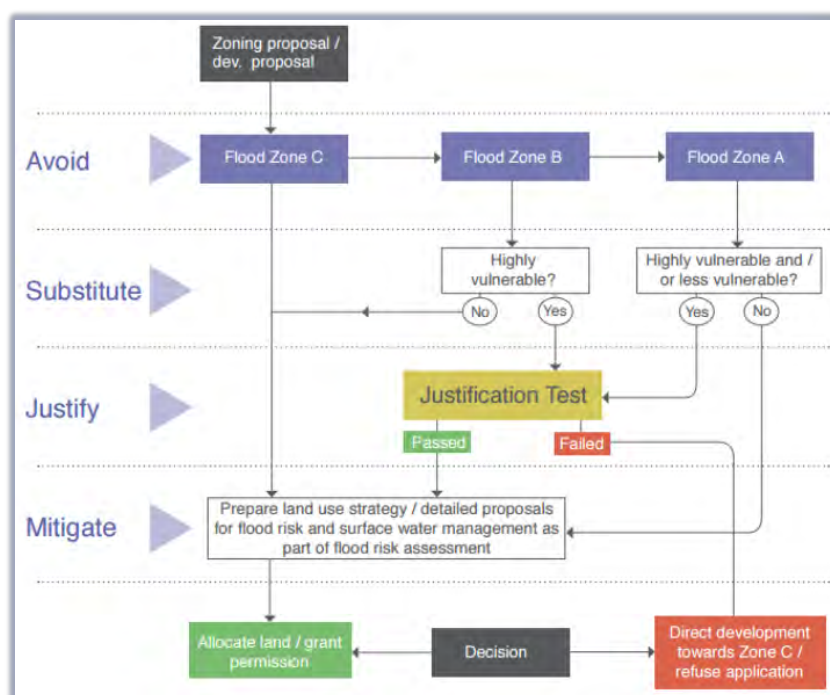 Zoning proposal /
dev. proposal
Avoid
Flood Zone C
Flood Zone B
Flood Zone A
Substitute
Highly
vulnerable?
No
Yes
Highly vulnerable and /
or less vulnerable?
Yes
No
Justify
Justification Test
Passed
Failed
Mitigate
Prepare land use strategy / detailed proposals
for flood risk and surface water management as
part of flood risk assessment
Allocate land / grant
permission
Decision
Direct development
towards Zone C /
refuse application